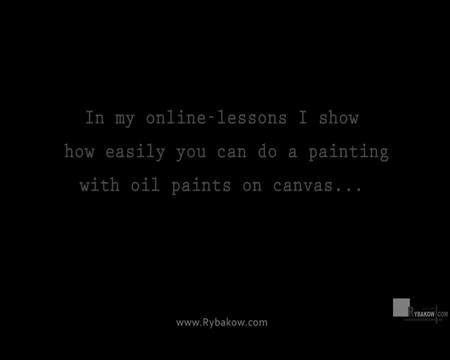 In my online-lessons I show
how easily you can do a painting
with oil paints on canvas...
RYBAKOW.COM
www.Rybakow.com